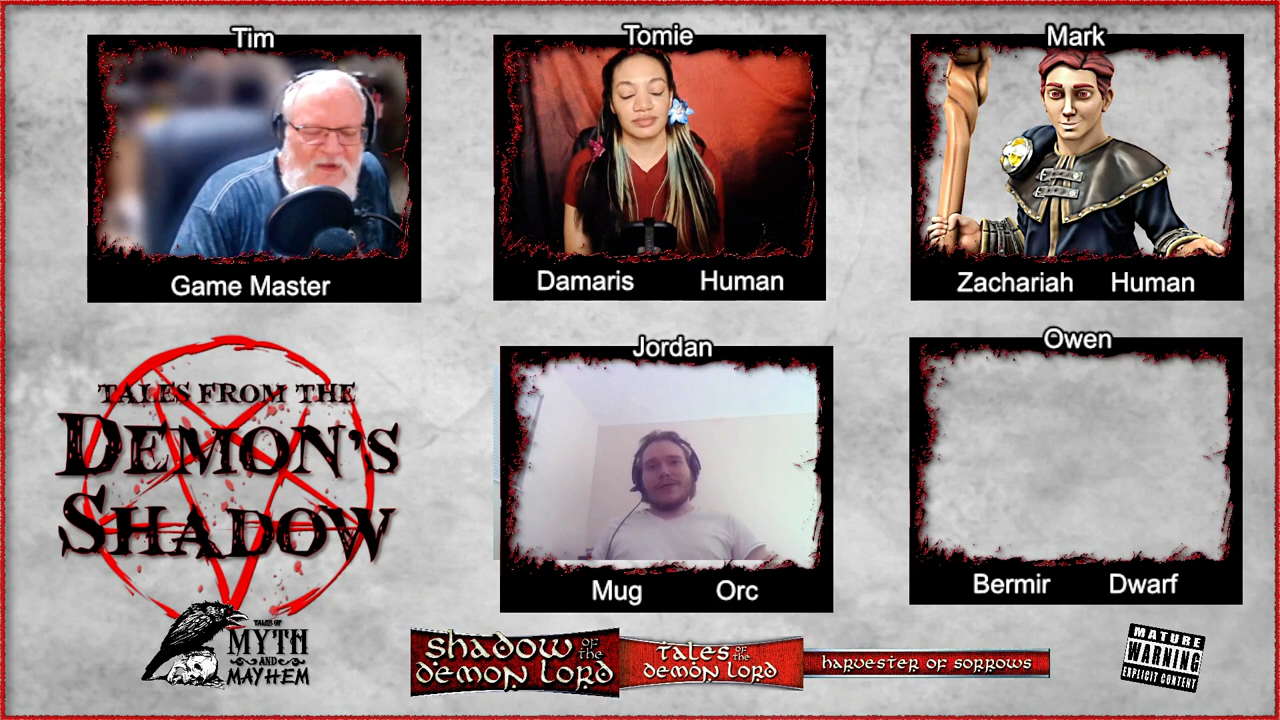 Tim
Tomie
Mark
Game Master
Damaris Human
Zachariah Human
Jordan
Owen
TALES FROM THE
DEMON'S
SHADOW
Mug Orc
Bermir Dwarf
TALES OF
MYTH
AND
MAYHEM
shadow OF THE
demon lord
tales OF THE
demon lord
harvester of sorrows
MATURE
WARNING
EXPLICIT CONTENT